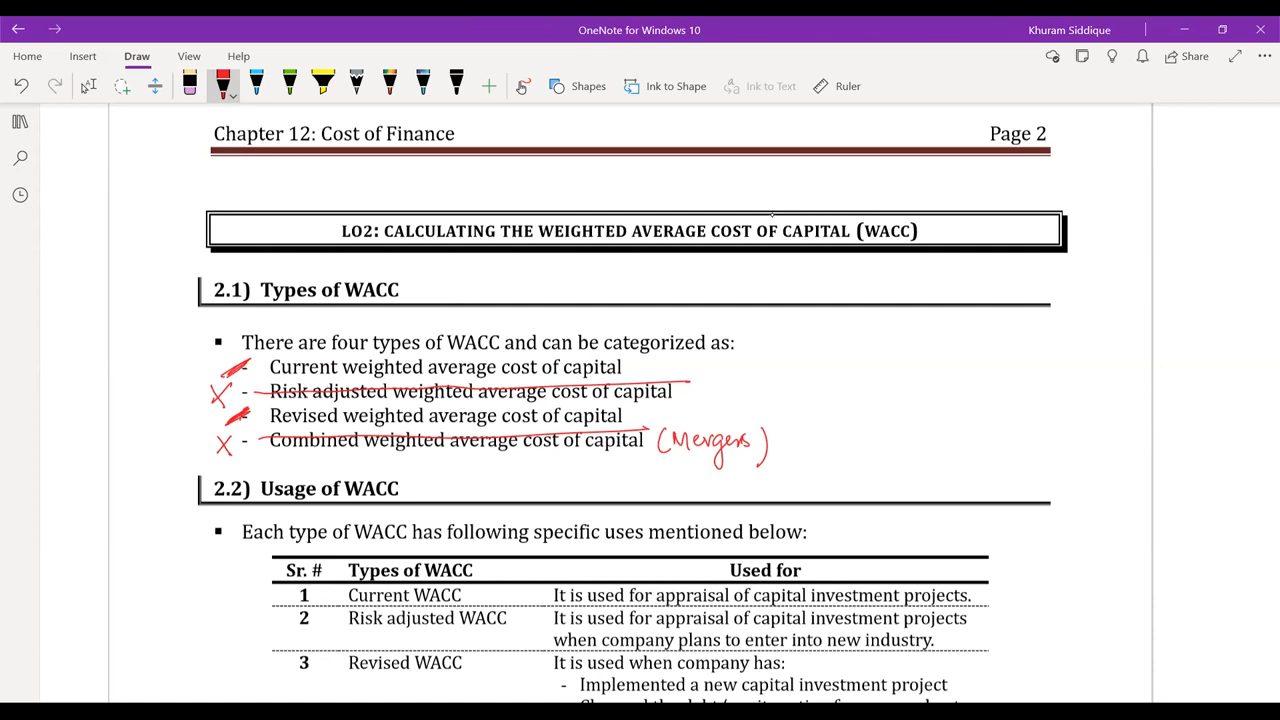 OneNote for Windows 10
Khuram Siddique
Home Insert Draw View Help
Share
Shapes Ink to Shape Ink to Text Ruler
Chapter 12: Cost of Finance Page 2
LO2: CALCULATING THE WEIGHTED AVERAGE COST OF CAPITAL (WACC)
2.1) Types of WACC
▪ There are four types of WACC and can be categorized as:
- Current weighted average cost of capital
X - Risk adjusted weighted average cost of capital
- Revised weighted average cost of capital
X - Combined weighted average cost of capital (Mergers)
2.2) Usage of WACC
▪ Each type of WACC has following specific uses mentioned below:
Sr. # Types of WACC Used for
1 Current WACC It is used for appraisal of capital investment projects.
2 Risk adjusted WACC It is used for appraisal of capital investment projects
when company plans to enter into new industry.
3 Revised WACC It is used when company has:
- Implemented a new capital investment project